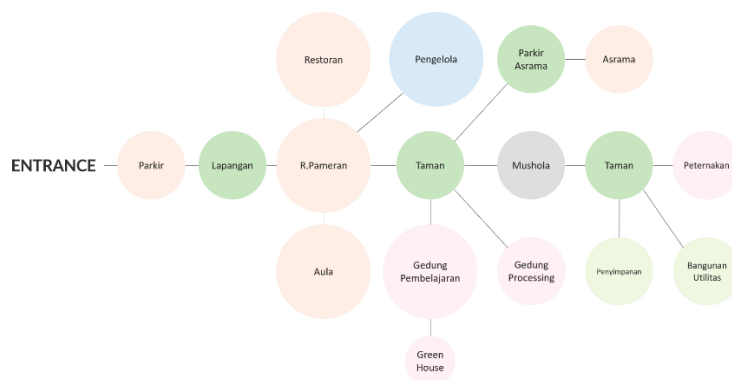 Restoran
Pengelola
Parkir
Asrama
Asrama
ENTRANCE
Parkir
Lapangan
R.Pameran
Taman
Mushola
Taman
Peternakan
Aula
Gedung
Pembelajaran
Gedung
Processing
Penyimpanan
Bangunan
Utilitas
Green
House